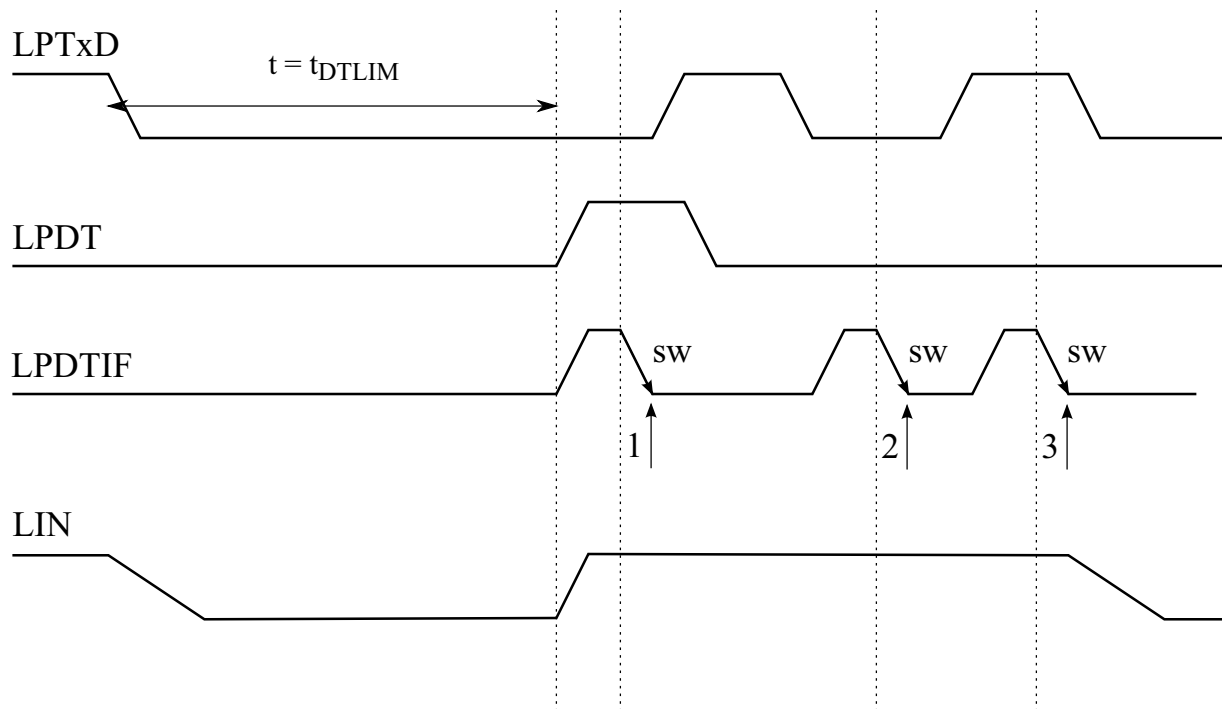 LPTxD
t = tDTLIM
LPDT
LPDTIF
sw
sw
sw
1
2
3
LIN